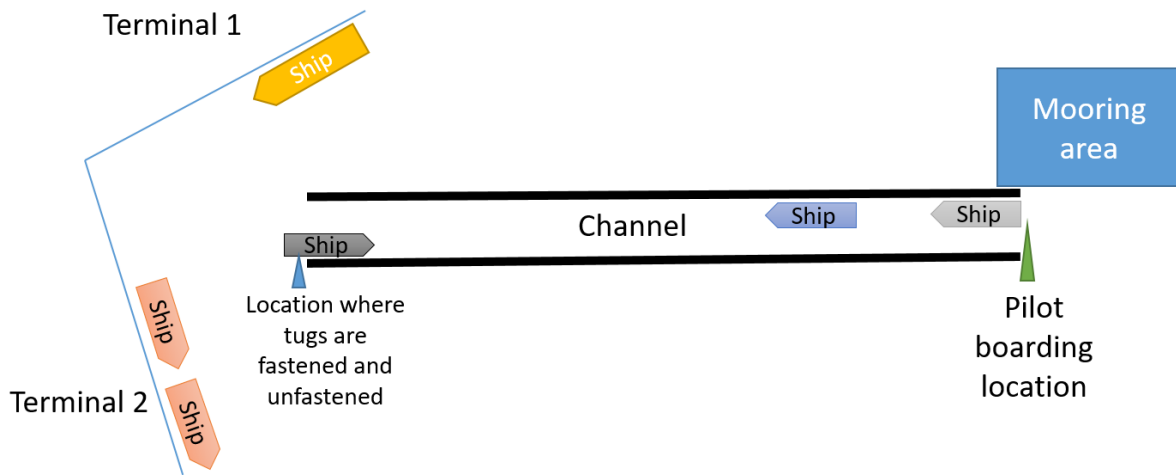 Terminal 1
Ship
Mooring
area
Ship
Ship
Channel
Ship
Location where
tugs are
fastened and
unfastened
Pilot
boarding
location
Ship
Terminal 2
Ship